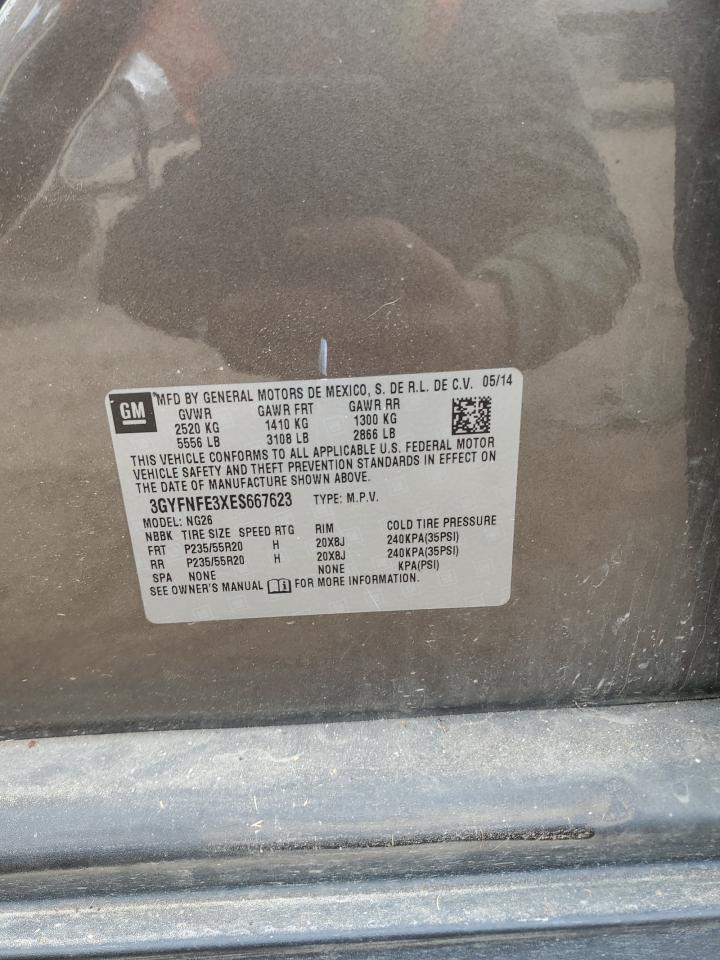 GM
MFD BY GENERAL MOTORS DE MEXICO, S. DE R.L. DE C.V. 05/14
GVWR GAWR FRT GAWR RR
2520 KG 1410 KG 1300 KG
5556 LB 3108 LB 2866 LB
THIS VEHICLE CONFORMS TO ALL APPLICABLE U.S. FEDERAL MOTOR
VEHICLE SAFETY AND THEFT PREVENTION STANDARDS IN EFFECT ON
THE DATE OF MANUFACTURE SHOWN ABOVE.
3GYFNFE3XES667623 TYPE: M.P.V.
MODEL: NG26
NBBK TIRE SIZE SPEED RTG RIM COLD TIRE PRESSURE
FRT P235/55R20 H 20X8J 240KPA(35PSI)
RR P235/55R20 H 20X8J 240KPA(35PSI)
SPA NONE NONE KPA(PSI)
SEE OWNER'S MANUAL FOR MORE INFORMATION.